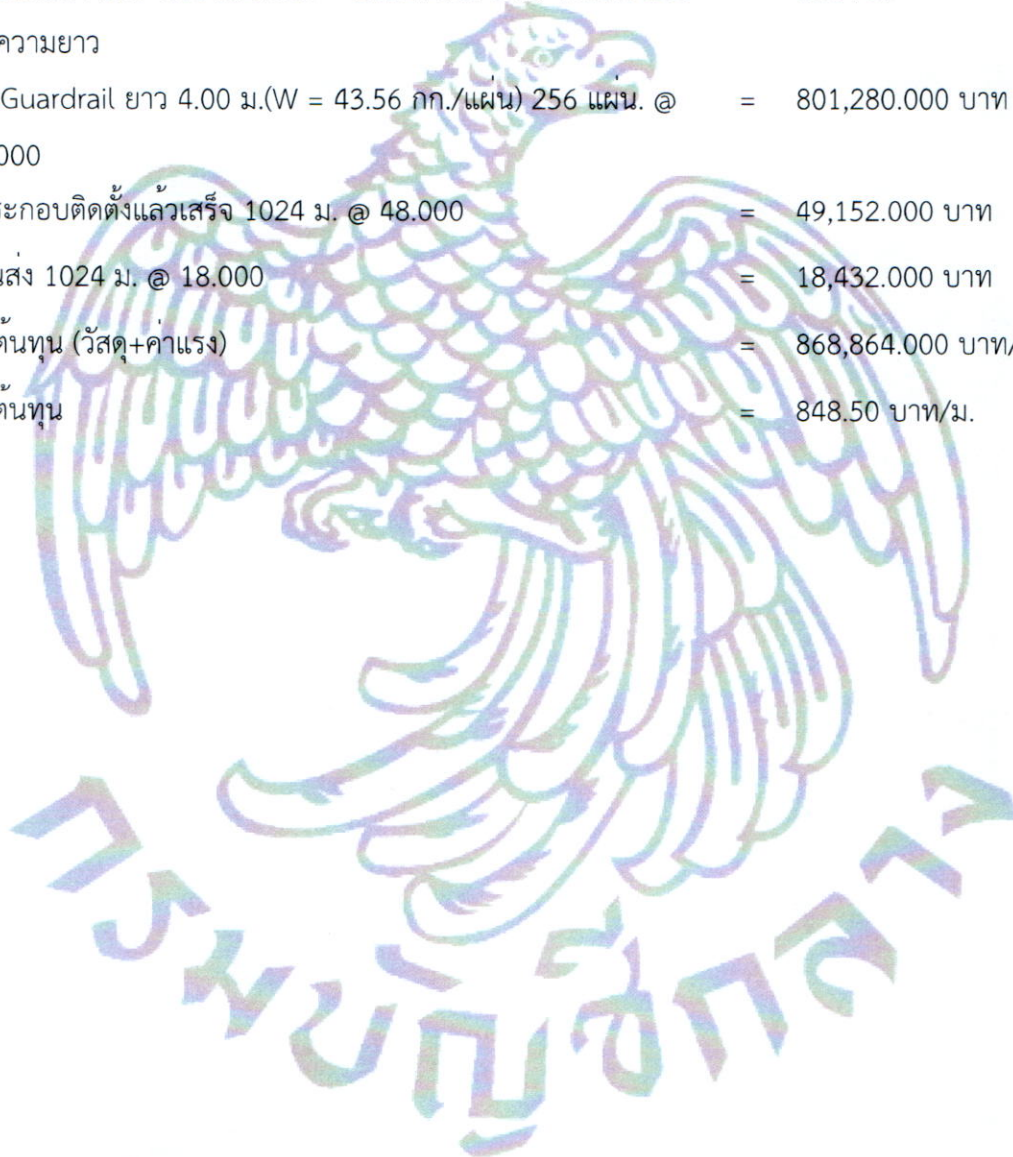 ความยาว
Guardrail ยาว 4.00 ม.(W = 43.56 กก./แผ่น) 256 แผ่น. @ = 801,280.000 บาท
000
ระกอบติดตั้งแล้วเสร็จ 1024 ม. @ 48.000 = 49,152.000 บาท
นส่ง 1024 ม. @ 18.000 = 18,432.000 บาท
ต้นทุน (วัสดุ+ค่าแรง) = 868,864.000 บาท/
ต้นทุน = 848.50 บาท/ม.
กรมบัญชีกลาง